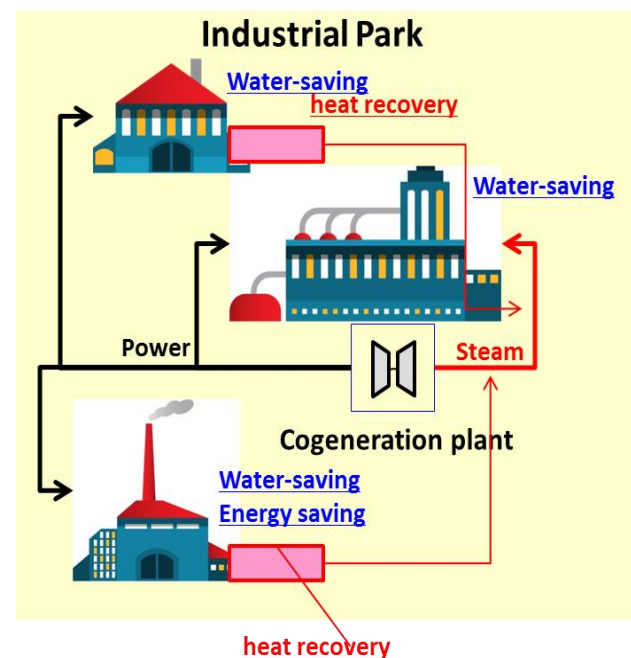 Industrial Park
Water-saving
heat recovery
Water-saving
Power
Steam
Cogeneration plant
Water-saving
Energy saving
heat recovery